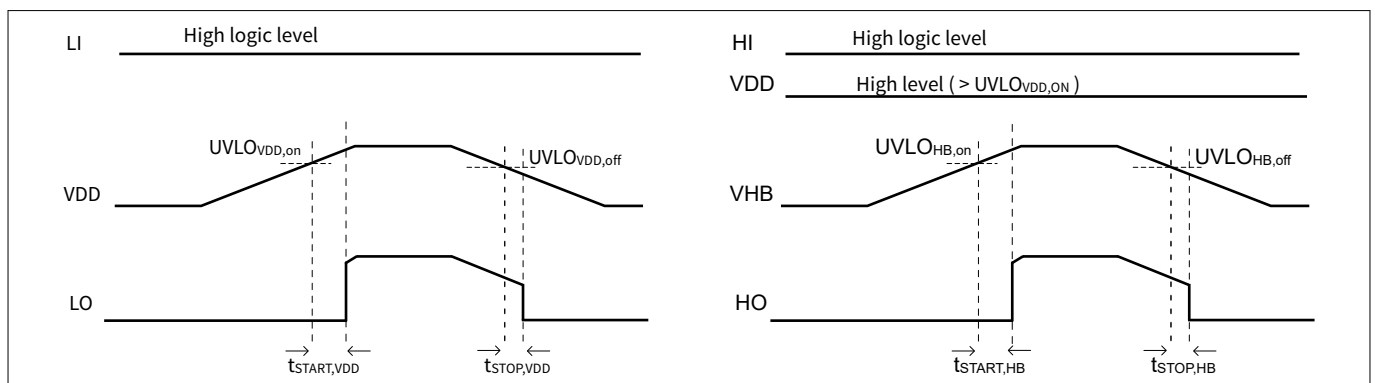 LI
High logic level
VDD
UVLOVDD,on
UVLOVDD,off
LO
tSTART,VDD
tSTOP,VDD
HI
High logic level
VDD
High level ( > UVLOVDD,ON )
VHB
UVLOHB,on
UVLOHB,off
HO
tSTART,HB
tSTOP,HB